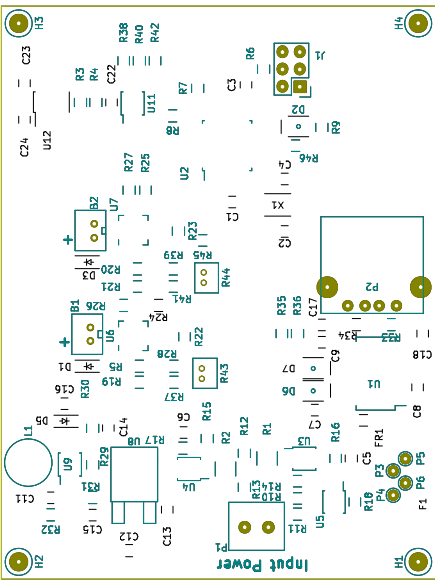 H3
H4
R38
R40
R42
C23
R3
R4
C22
U11
R7
R8
R6
C3
J1
D2
R9
R46
U12
C24
R27
R25
U2
C4
X1
C1
C2
B2
U7
+
D3
R23
R45
R20
R21
R39
R41
R44
P2
B1
R26
R24
U6
+
R22
R28
R35
R36
C17
R34
R33
C18
D1
R5
R19
R37
R43
C9
D7
D6
U1
C8
C16
R30
D5
C14
R17
U8
C6
R15
R2
R12
R1
U3
R16
C7
C5
FR1
L1
U9
R29
U4
P3
P5
P4
P6
C11
R31
R32
C15
C12
C13
R13
R14
R10
R11
U5
R18
F1
P1
Input Power
H2
H1